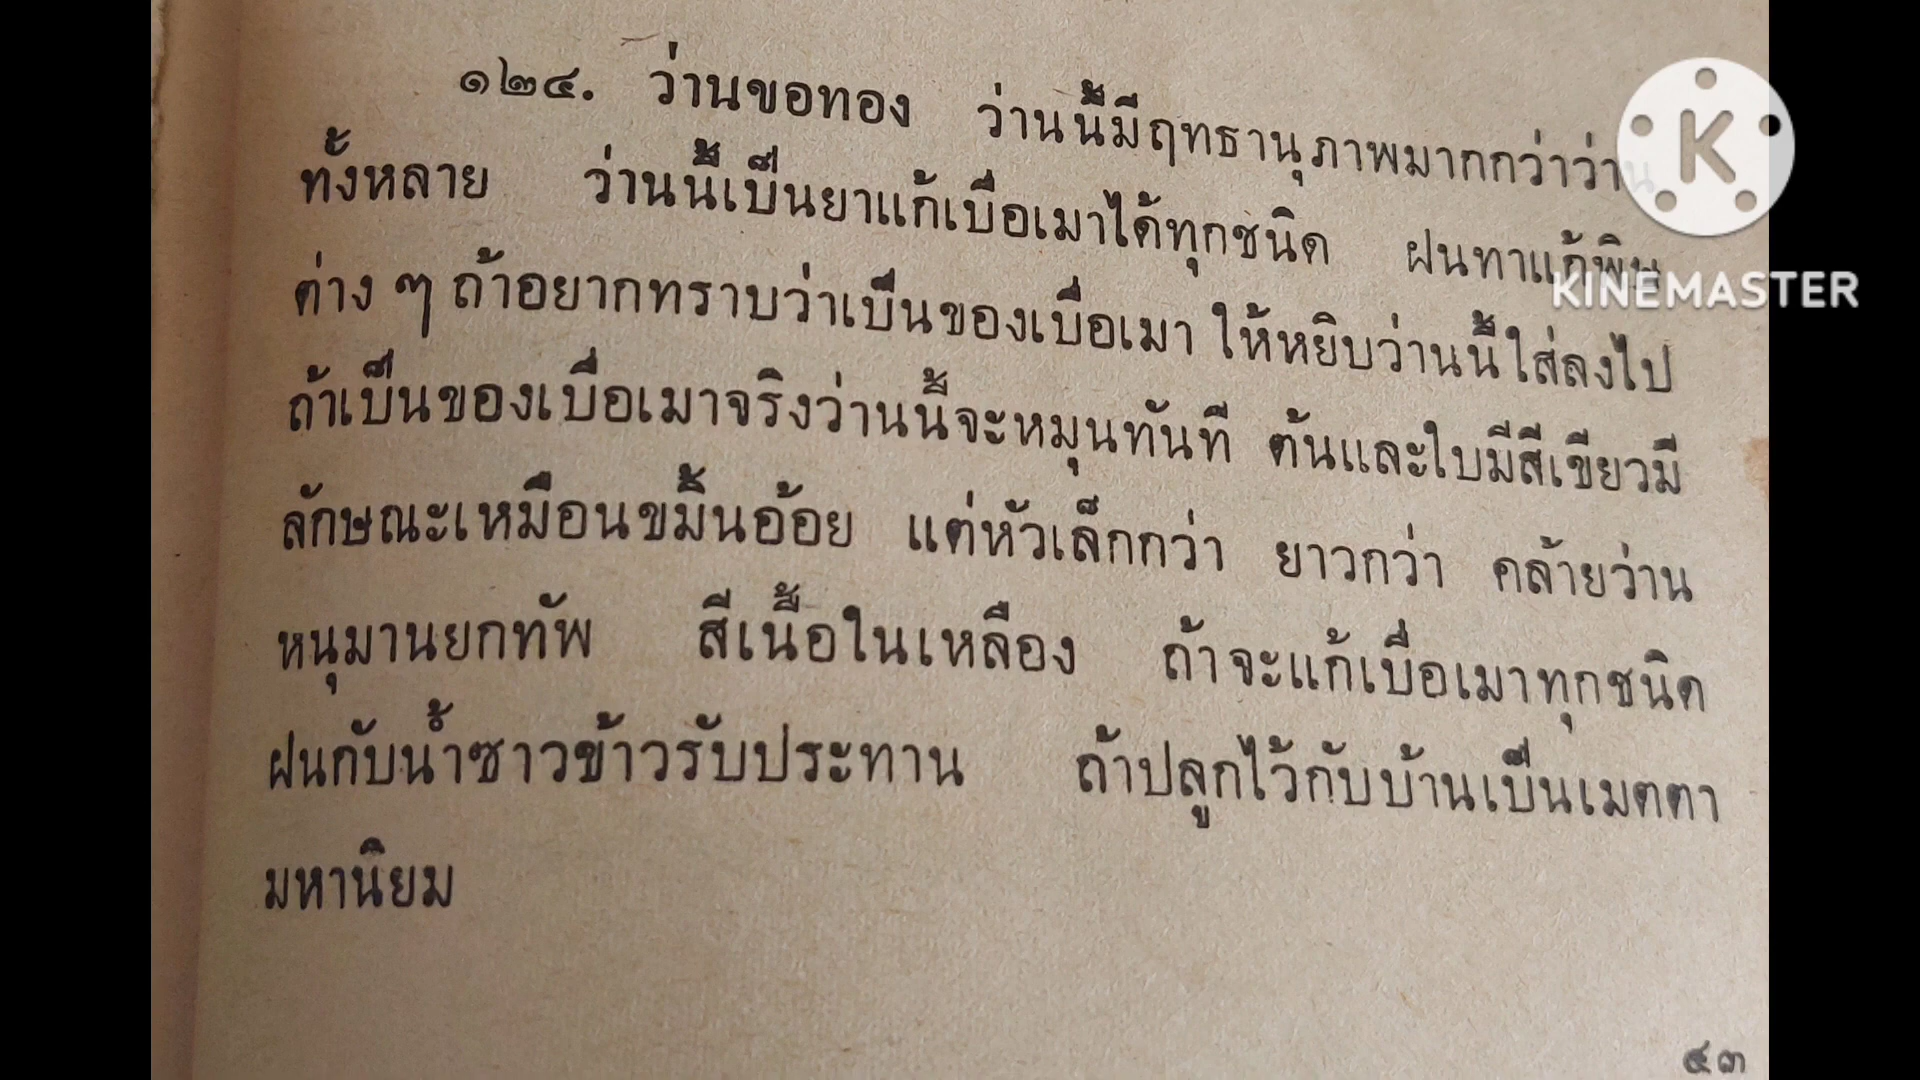 ๑๒๔. ว่านขอทอง ว่านนี้มีฤทธานุภาพมากกว่าว่าน
ทั้งหลาย ว่านนี้เป็นยาแก้เบื่อเมาได้ทุกชนิด ฝนทาแก้พิษ
ต่าง ๆ ถ้าอยากทราบว่าเป็นของเบื่อเมา ให้หยิบว่านนี้ใส่ลงไป
ถ้าเป็นของเบื่อเมาจริงว่านนี้จะหมุนทันที ต้นและใบมีสีเขียวมี
ลักษณะเหมือนขมิ้นอ้อย แต่หัวเล็กกว่า ยาวกว่า คล้ายว่าน
หนุมานยกทัพ สีเนื้อในเหลือง ถ้าจะแก้เบื่อเมาทุกชนิด
ฝนกับน้ำซาวข้าวรับประทาน ถ้าปลูกไว้กับบ้านเป็นเมตตา
มหานิยม
๔๓
K
KINEMASTER